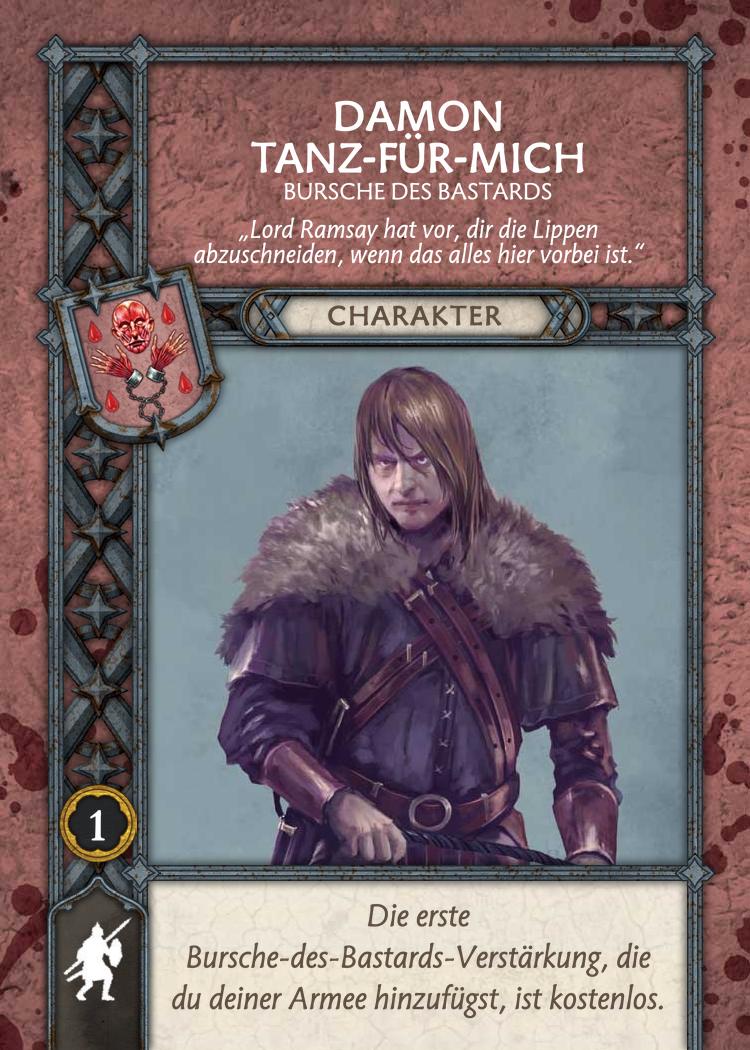 DAMON
TANZ-FÜR-MICH
BURSCHE DES BASTARDS
„Lord Ramsay hat vor, dir die Lippen
abzuschneiden, wenn das alles hier vorbei ist.“
CHARAKTER
1
Die erste
Bursche-des-Bastards-Verstärkung, die
du deiner Armee hinzufügst, ist kostenlos.